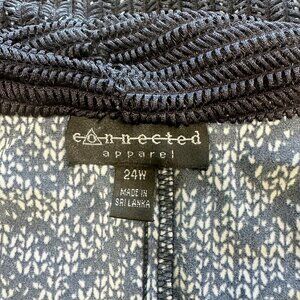 connected
apparel
24W
MADE IN
SRI LANKA